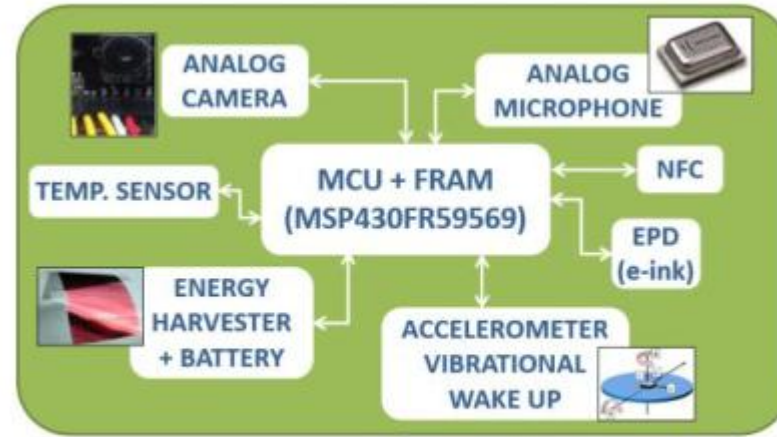 ANALOG
CAMERA
ANALOG
MICROPHONE
MCU + FRAM
(MSP430FR59569)
NFC
TEMP. SENSOR
EPD
(e-ink)
ENERGY
HARVESTER
+ BATTERY
ACCELEROMETER
VIBRATIONAL
WAKE UP